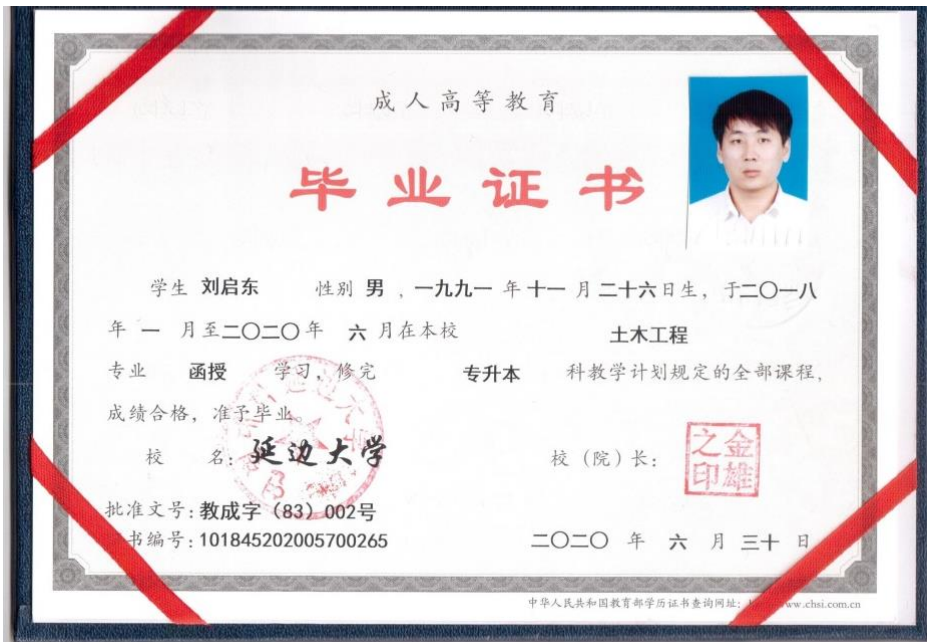 成人高等教育
毕业证书
学生 刘启东 性别 男 ，一九九一 年 十一 月 二十六 日生，于二〇一八
年 一 月至二〇二〇年 六 月在本校 土木工程
专业 函授 学习，修完 专升本 科教学计划规定的全部课程，
成绩合格，准予毕业。
校 名：延边大学 校（院）长： 金雄之印
批准文号：教成字（83）002号
书编号：101845202005700265 二〇二〇 年 六 月 三十 日
中华人民共和国教育部学历证书查询网址： www.chsi.com.cn